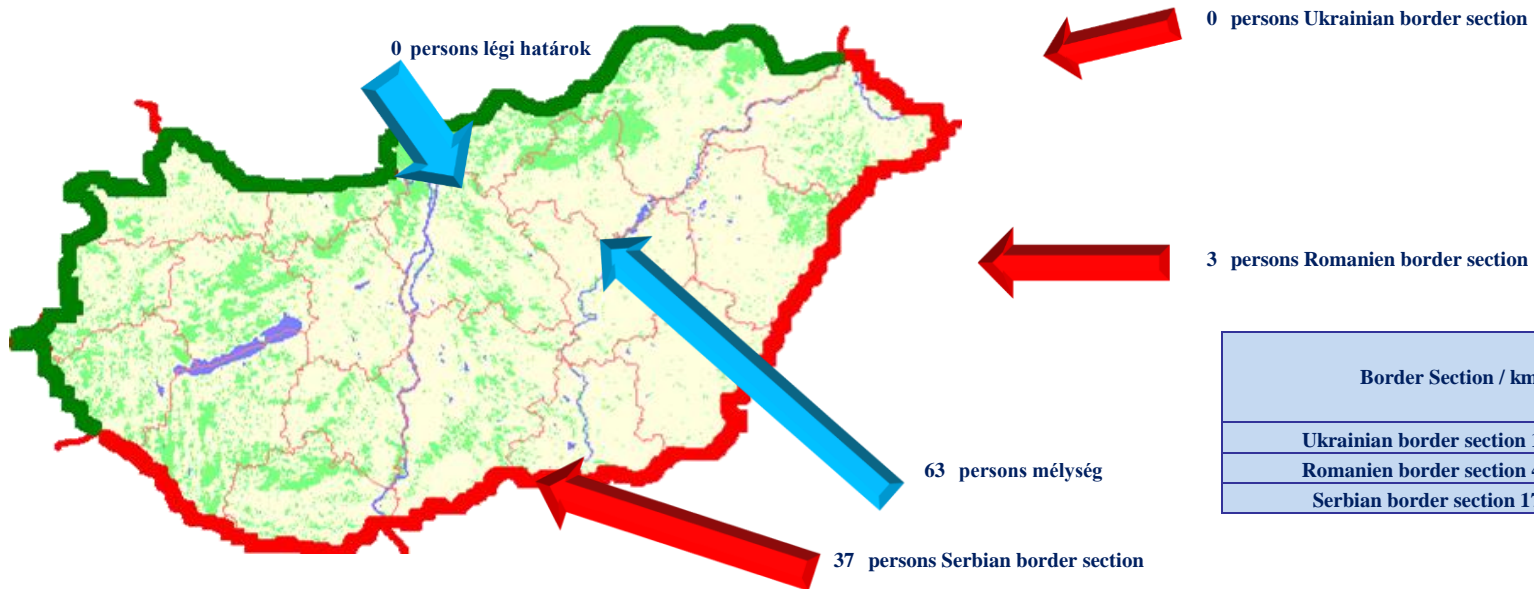 0 persons Ukrainian border section
0 persons légi határok
3 persons Romanien border section
Border Section / km
Ukrainian border section
Romanien border section
Serbian border section 17
63 persons mélység
37 persons Serbian border section